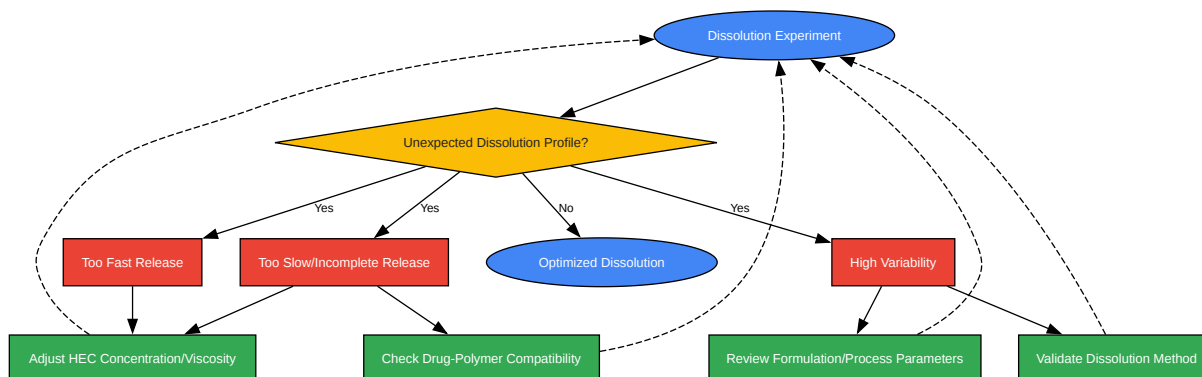 Dissolution Experiment
Unexpected Dissolution Profile?
Yes
Yes
No
Yes
Too Fast Release
Too Slow/Incomplete Release
Optimized Dissolution
High Variability
Adjust HEC Concentration/Viscosity
Check Drug-Polymer Compatibility
Review Formulation/Process Parameters
Validate Dissolution Method